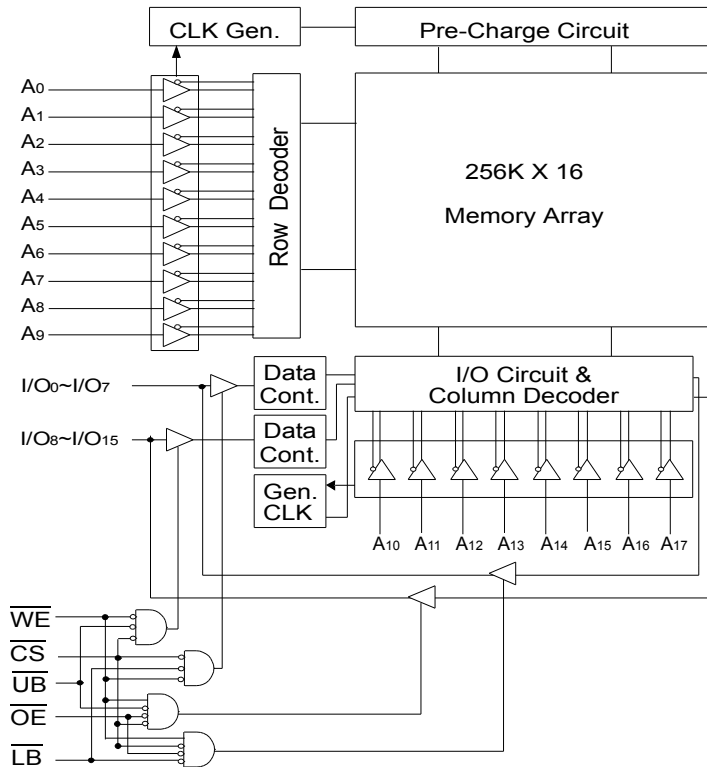 CLK Gen.
Pre-Charge Circuit
A0
A1
A2
A3
A4
A5
A6
A7
A8
A9
Row Decoder
256K X 16
Memory Array
I/O0~I/O7
I/O8~I/O15
Data
Cont.
Data
Cont.
Gen.
CLK
I/O Circuit &
Column Decoder
A10 A11 A12 A13 A14 A15 A16 A17
WE
CS
UB
OE
LB